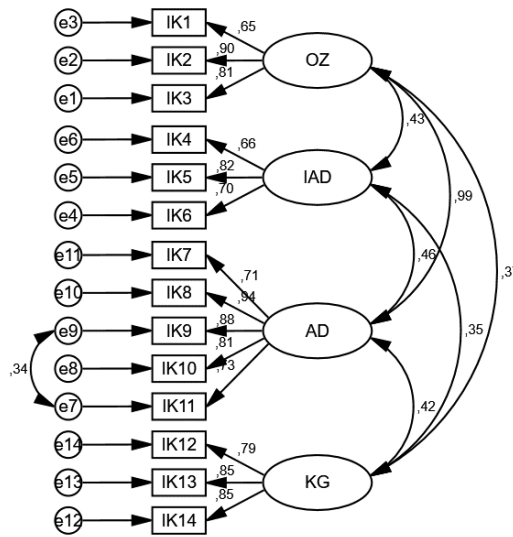 e3 IK1 ,65
e2 IK2 ,90 OZ
e1 IK3 ,81
e6 IK4 ,66 ,43
e5 IK5 ,82 IAD
e4 IK6 ,70 ,99
e11 IK7 ,46
e10 IK8 ,71 ,94
e9 IK9 ,88 AD ,35
e8 IK10 ,81
,34 e7 IK11 ,73 ,42
e14 IK12 ,79
e13 IK13 ,85 KG
e12 IK14 ,85